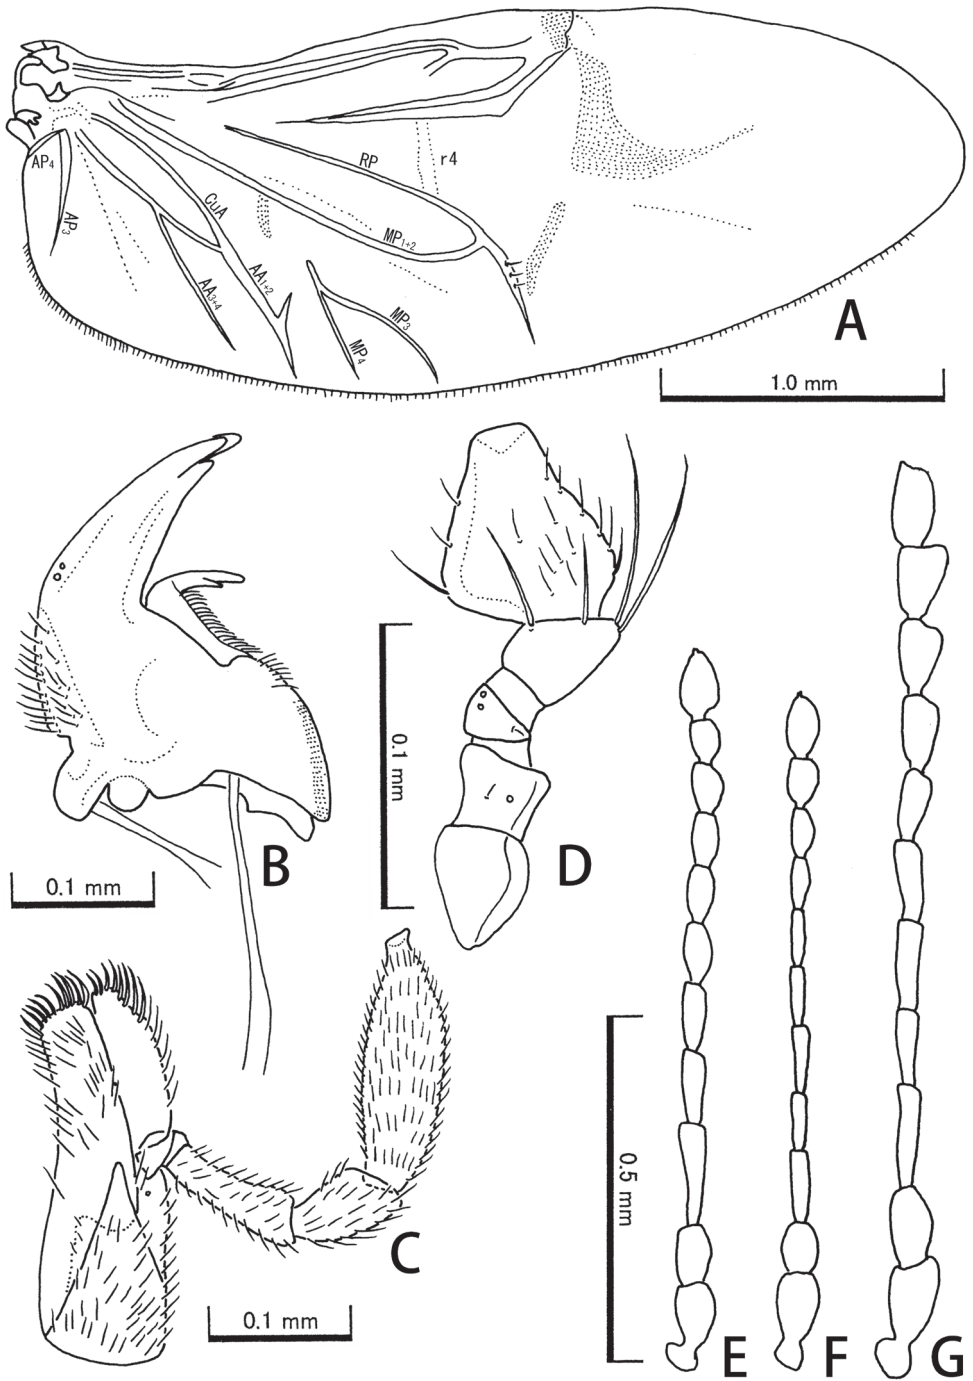 AP₄
AP₃
RP
r4
CuA
MP₁₊₂
AA₁₊₂
AA₃₊₄
MP₃
MP₄
A
1.0 mm
B
0.1 mm
0.1 mm
D
C
0.1 mm
0.5 mm
E
F
G